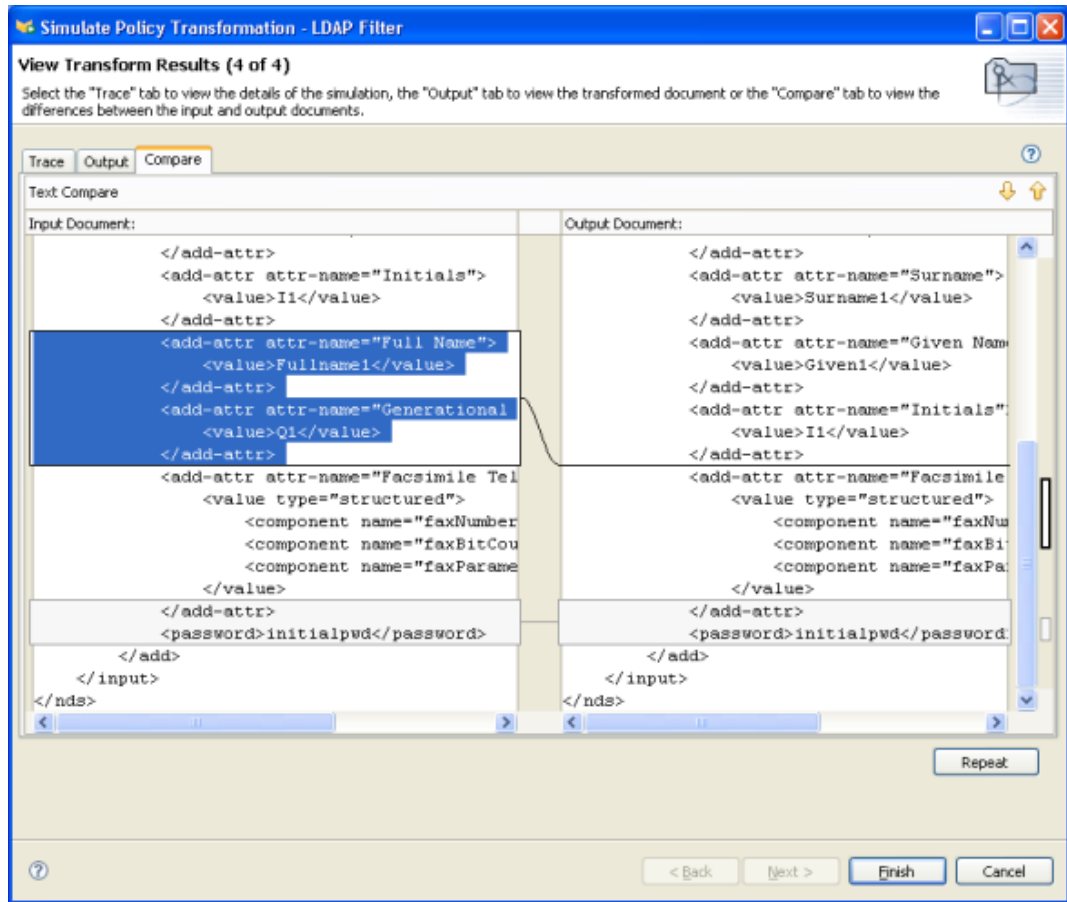 Simulate Policy Transformation - LDAP Filter
View Transform Results (4 of 4)
Select the "Trace" tab to view the details of the simulation, the "Output" tab to view the transformed document or the "Compare" tab to view the
differences between the input and output documents.
Trace Output Compare
Text Compare
Input Document:
</add-attr>
<add-attr attr-name="Initials">
<value>I1</value>
</add-attr>
<add-attr attr-name="Full Name">
<value>Fullname1</value>
</add-attr>
<add-attr attr-name="Generational
<value>Q1</value>
</add-attr>
<add-attr attr-name="Facsimile Tel
<value type="structured">
<component name="faxNumber
<component name="faxBitCou
<component name="faxParame
</value>
</add-attr>
<password>initialpwd</password>
</add>
</input>
</nds>
Output Document:
</add-attr>
<add-attr attr-name="Surname">
<value>Surname1</value>
</add-attr>
<add-attr attr-name="Given Nam
<value>Given1</value>
</add-attr>
<add-attr attr-name="Initials"
<value>I1</value>
</add-attr>
<add-attr attr-name="Facsimile
<value type="structured">
<component name="faxNu
<component name="faxBi
<component name="faxPa
</value>
</add-attr>
<password>initialpwd</password
</add>
</input>
</nds>
Repeat
< Back
Next >
Finish
Cancel